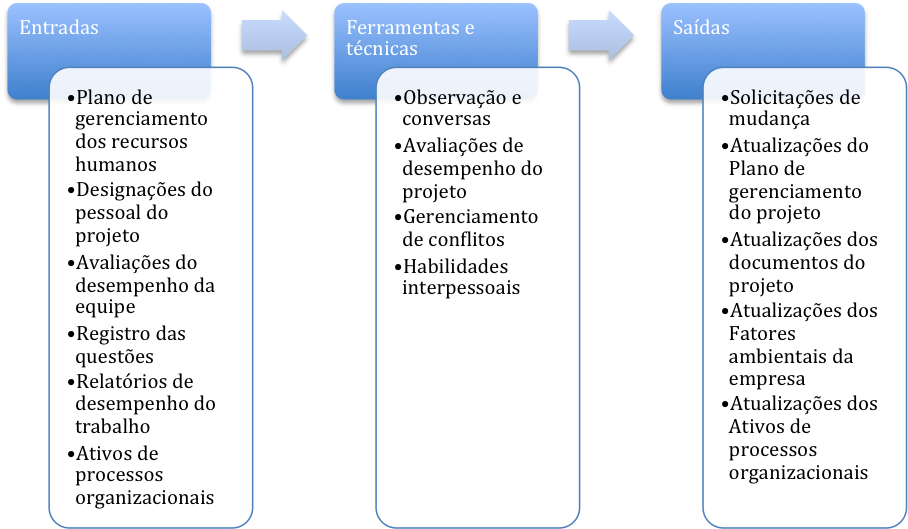 Entradas
•Plano de
gerenciamento
dos recursos
humanos
•Designações do
pessoal do
projeto
•Avaliações do
desempenho da
equipe
•Registro das
questões
•Relatórios de
desempenho do
trabalho
•Ativos de
processos
organizacionais
Ferramentas e
técnicas
•Observação e
conversas
•Avaliações de
desempenho do
projeto
•Gerenciamento
de conflitos
•Habilidades
interpessoais
Saídas
•Solicitações de
mudança
•Atualizações do
Plano de
gerenciamento
do projeto
•Atualizações dos
documentos do
projeto
•Atualizações dos
Fatores
ambientais da
empresa
•Atualizações dos
Ativos de
processos
organizacionais